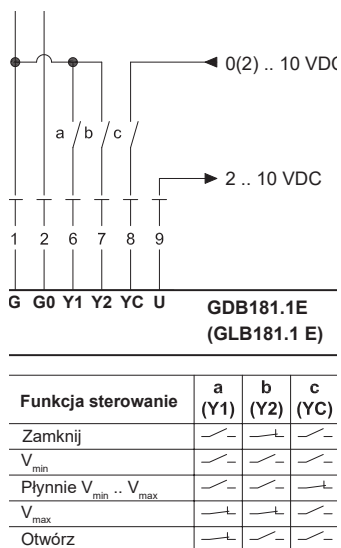 0(2) .. 10 VDC
a b c
2 .. 10 VDC
1 2 6 7 8 9
G G0 Y1 Y2 YC U
GDB181.1E
(GLB181.1 E)
Funkcja sterowanie a (Y1) b (Y2) c (YC)
Zamknij
Vmin
Płynnie Vmin .. Vmax
Vmax
Otwórz